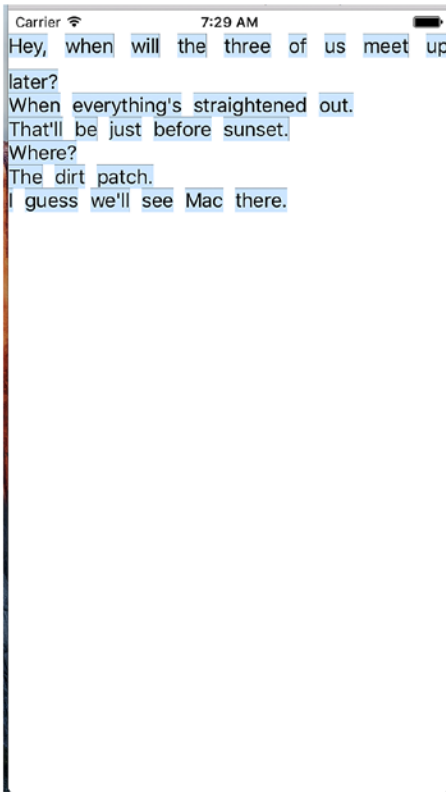 Carrier 7:29 AM
Hey, when will the three of us meet up
later?
When everything's straightened out.
That'll be just before sunset.
Where?
The dirt patch.
I guess we'll see Mac there.